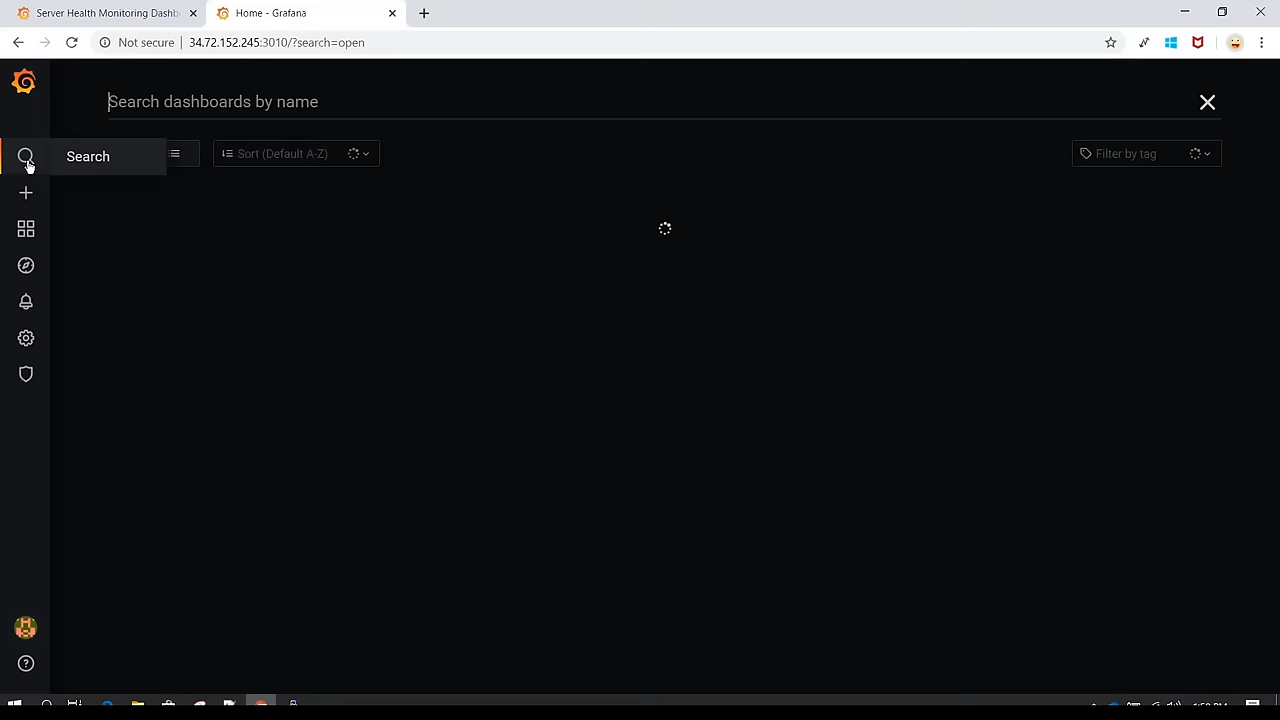 Server Health Monitoring Dashb
Home - Grafana
Not secure
34.72.152.245:3010/?search=open
Search dashboards by name
Search
Sort (Default A-Z)
Filter by tag